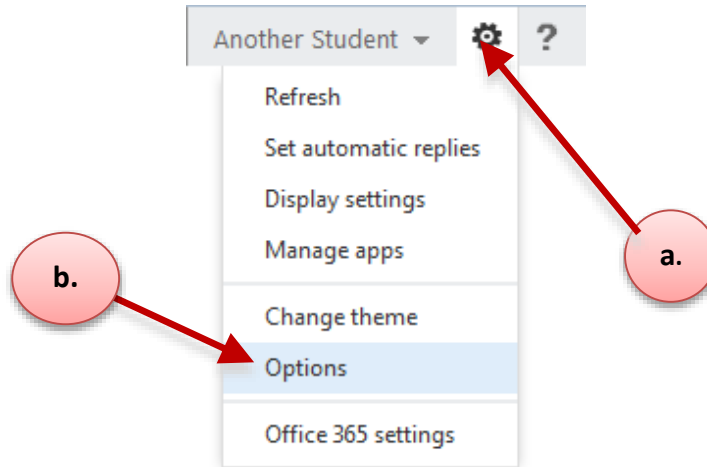 Another Student ?
Refresh
Set automatic replies
Display settings
Manage apps
a.
b.
Change theme
Options
Office 365 settings